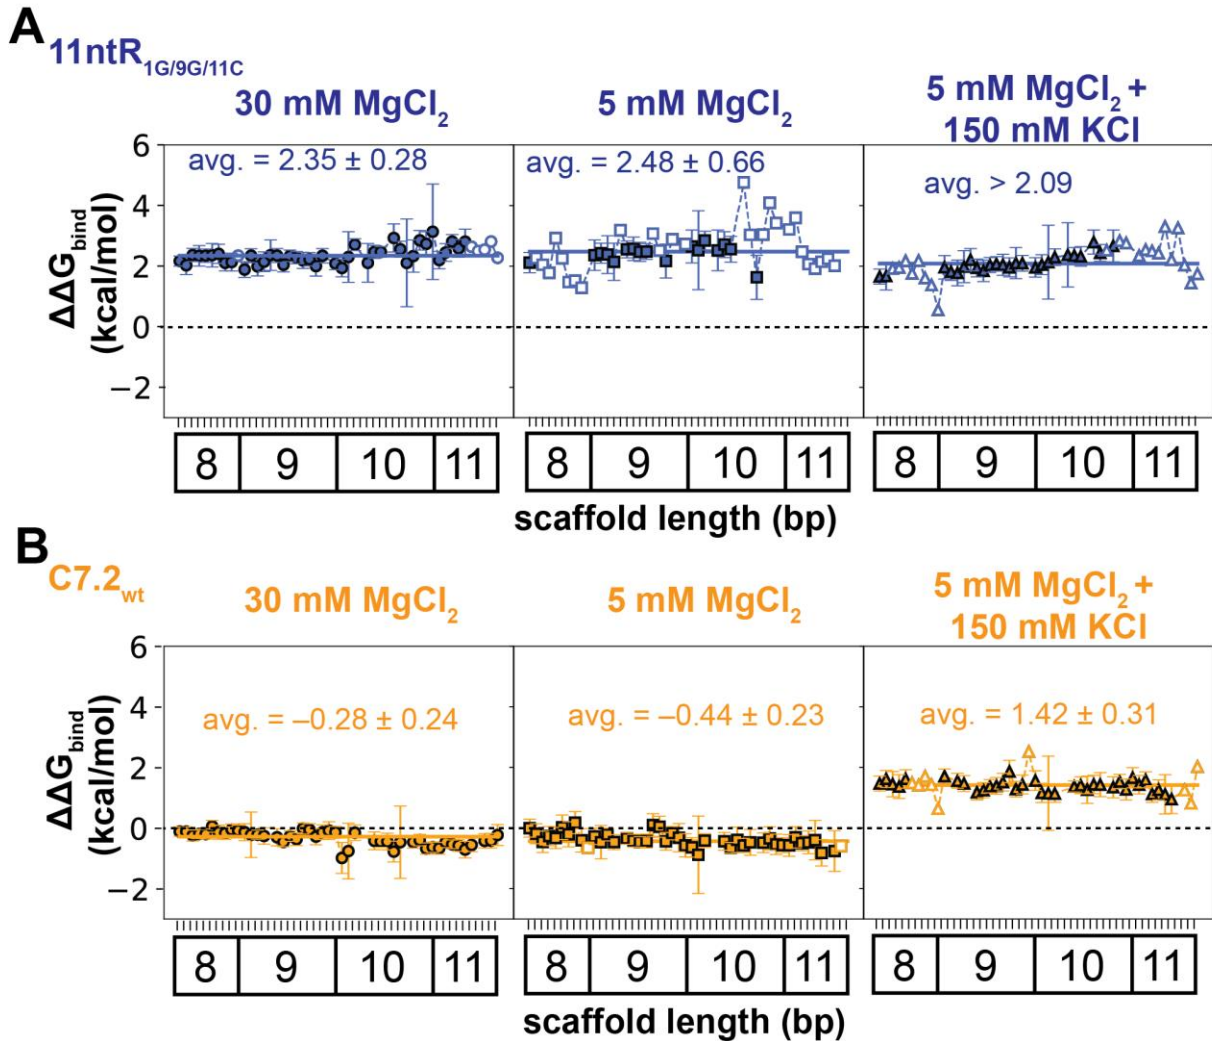 A
11ntR1G/9G/11C
30 mM MgCl2
5 mM MgCl2
5 mM MgCl2 +
150 mM KCl
ΔΔGbind
(kcal/mol)
6
4
2
0
−2
avg. = 2.35 ± 0.28
avg. = 2.48 ± 0.66
avg. > 2.09
8 9 10 11
8 9 10 11
8 9 10 11
scaffold length (bp)
B
C7.2wt
30 mM MgCl2
5 mM MgCl2
5 mM MgCl2 +
150 mM KCl
ΔΔGbind
(kcal/mol)
6
4
2
0
−2
avg. = –0.28 ± 0.24
avg. = –0.44 ± 0.23
avg. = 1.42 ± 0.31
8 9 10 11
8 9 10 11
8 9 10 11
scaffold length (bp)